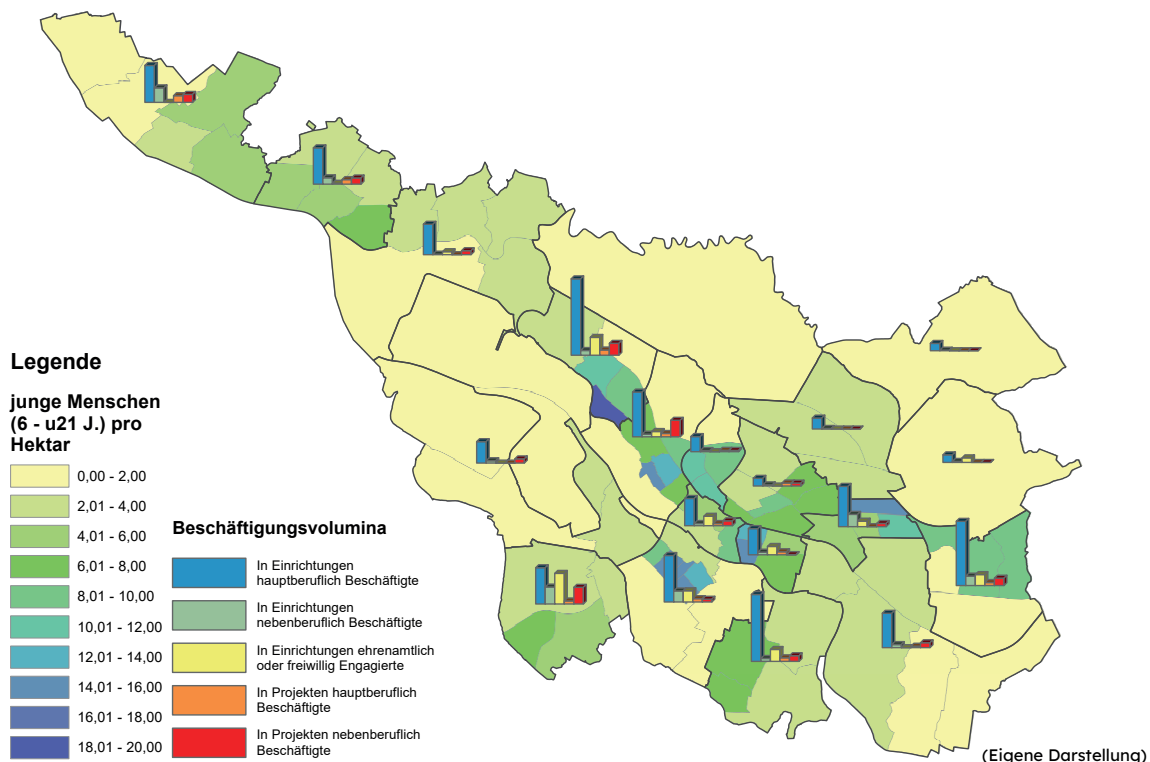 Legende
junge Menschen
(6 - u21 J.) pro
Hektar
0,00 - 2,00
2,01 - 4,00
4,01 - 6,00
6,01 - 8,00
8,01 - 10,00
10,01 - 12,00
12,01 - 14,00
14,01 - 16,00
16,01 - 18,00
18,01 - 20,00
Beschäftigungsvolumina
In Einrichtungen
hauptberuflich Beschäftigte
In Einrichtungen
nebenberuflich Beschäftigte
In Einrichtungen ehrenamtlich
oder freiwillig Engagierte
In Projekten hauptberuflich
Beschäftigte
In Projekten nebenberuflich
Beschäftigte
(Eigene Darstellung)